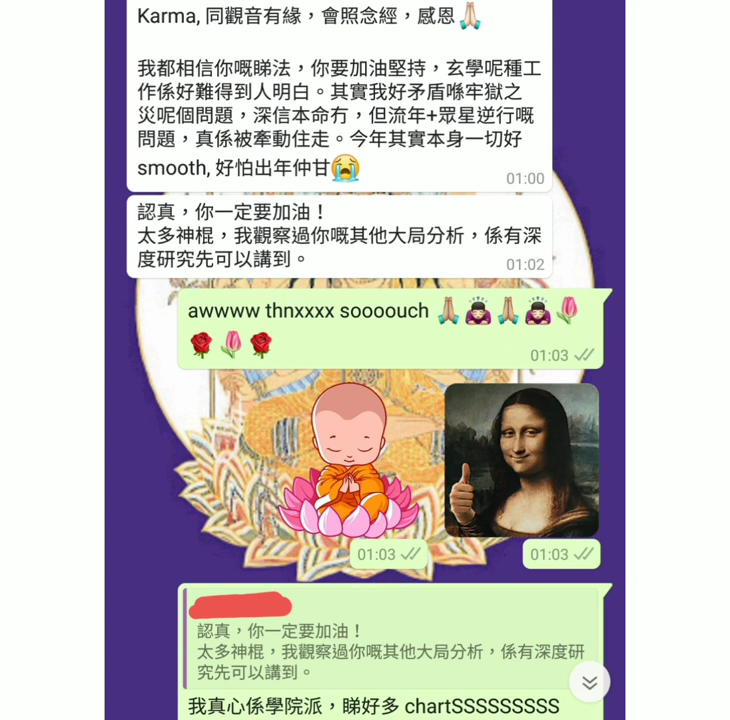 Karma, 同觀音有緣，會照念經，感恩🙏🏻
我都相信你嘅睇法，你要加油堅持，玄學呢種工
作係好難得到人明白。其實我好矛盾喺牢獄之
災呢個問題，深信本命冇，但流年+眾星逆行嘅
問題，真係被牽動住走。今年其實本身一切好
smooth, 好怕出年仲甘😭
01:00
認真，你一定要加油！
太多神棍，我觀察過你嘅其他大局分析，係有深
度研究先可以講到。
01:02
awwww thnxxxx soooouch 🙏🏽🙇🏻‍♀️🙏🏽🙇🏻‍♀️🌷
🌹🌷🌹
01:03
01:03
01:03
認真，你一定要加油！
太多神棍，我觀察過你嘅其他大局分析，係有深度研
究先可以講到。
我真心係學院派，睇好多 chartSSSSSSSSS